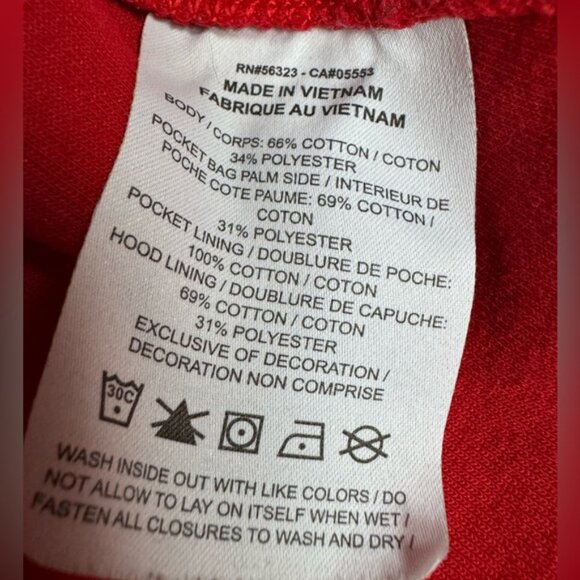 RN#56323 - CA#05553
MADE IN VIETNAM
FABRIQUE AU VIETNAM
BODY / CORPS: 66% COTTON / COTON
34% POLYESTER
POCKET BAG PALM SIDE / INTERIEUR DE
POCHE COTE PAUME: 69% COTTON /
COTON
31% POLYESTER
POCKET LINING / DOUBLURE DE POCHE:
100% COTTON / COTON
HOOD LINING / DOUBLURE DE CAPUCHE:
69% COTTON / COTON
31% POLYESTER
EXCLUSIVE OF DECORATION /
DECORATION NON COMPRISE
30C
WASH INSIDE OUT WITH LIKE COLORS / DO
NOT ALLOW TO LAY ON ITSELF WHEN WET /
FASTEN ALL CLOSURES TO WASH AND DRY /